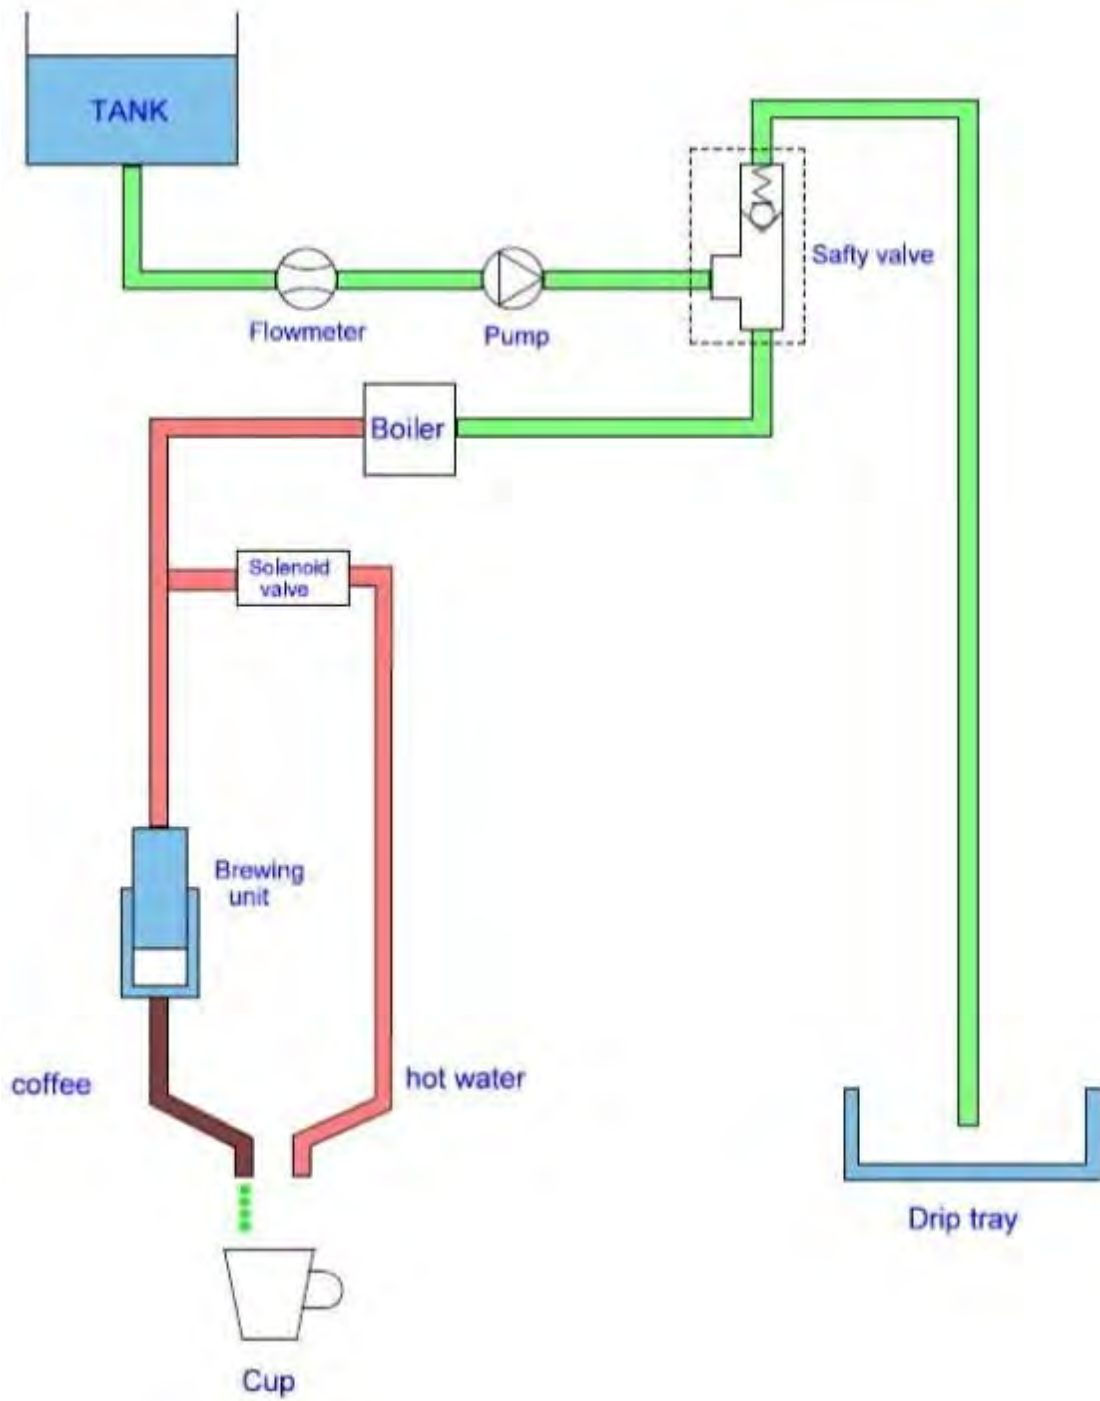 TANK
Safty valve
Flowmeter
Pump
Boiler
Solenoid
valve
Brewing
unit
coffee
hot water
Drip tray
Cup